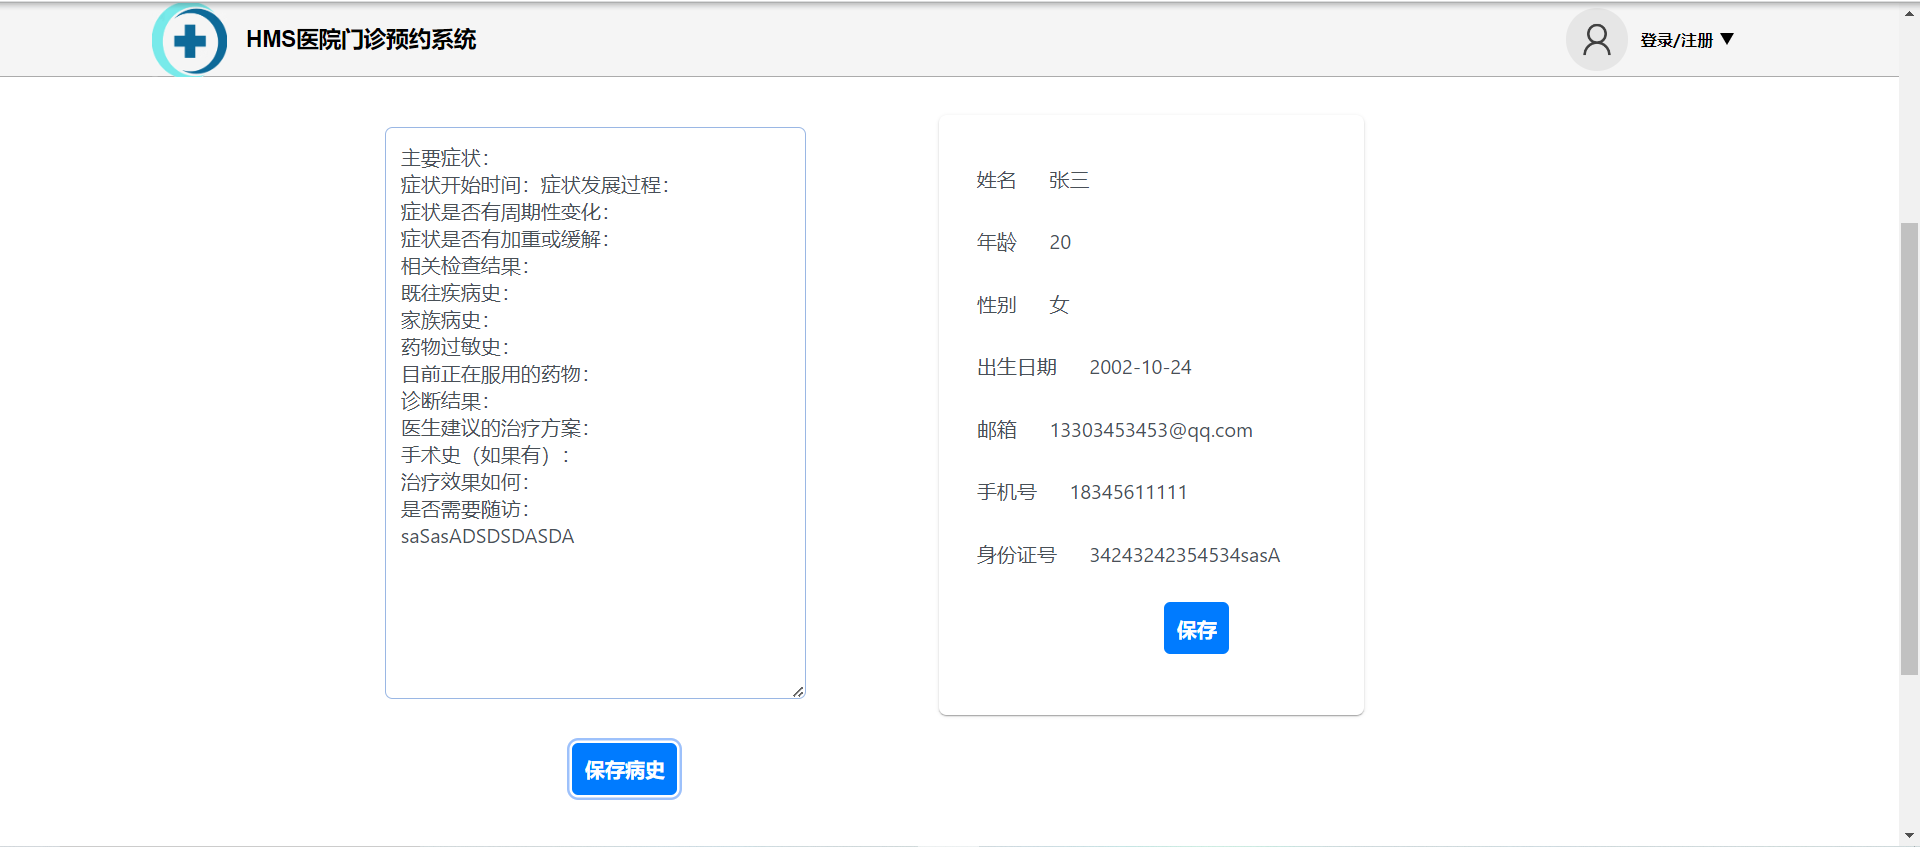 HMS医院门诊预约系统
登录/注册 ▼
主要症状：
症状开始时间：症状发展过程：
症状是否有周期性变化：
症状是否有加重或缓解：
相关检查结果：
既往疾病史：
家族病史：
药物过敏史：
目前正在服用的药物：
诊断结果：
医生建议的治疗方案：
手术史（如果有）：
治疗效果如何：
是否需要随访：
saSasADSDSDASDA
保存病史
姓名 张三
年龄 20
性别 女
出生日期 2002-10-24
邮箱 13303453453@qq.com
手机号 18345611111
身份证号 34243242354534sasA
保存